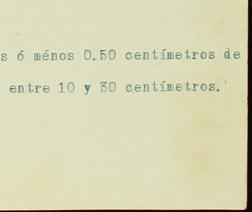 s ó ménos 0.50 centímetros de
entre 10 y 30 centímetros.